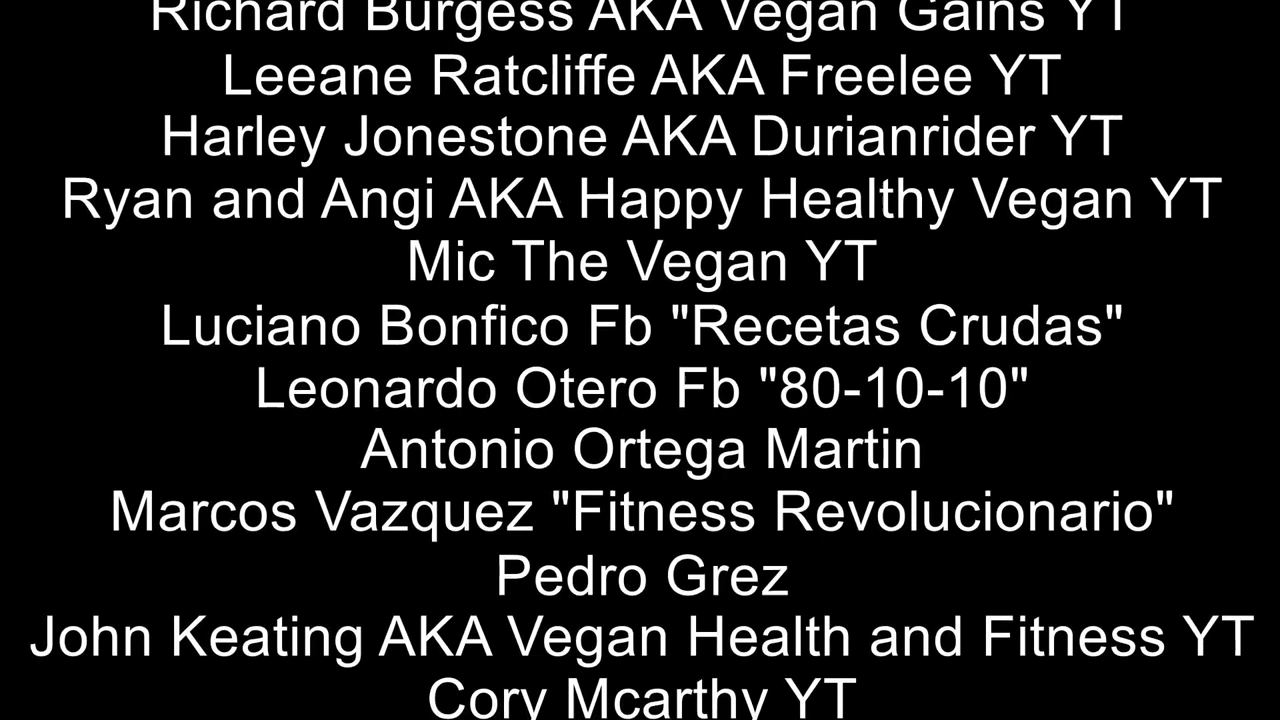 Richard Burgess AKA Vegan Gains YT
Leeane Ratcliffe AKA Freelee YT
Harley Jonestone AKA Durianrider YT
Ryan and Angi AKA Happy Healthy Vegan YT
Mic The Vegan YT
Luciano Bonfico Fb "Recetas Crudas"
Leonardo Otero Fb "80-10-10"
Antonio Ortega Martin
Marcos Vazquez "Fitness Revolucionario"
Pedro Grez
John Keating AKA Vegan Health and Fitness YT
Cory Mcarthy YT